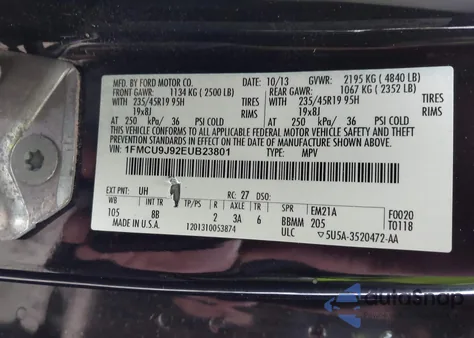 MFD. BY FORD MOTOR CO. 10/13 GVWR: 2195 KG ( 4840 LB)
FRONT GAWR: 1134 KG ( 2500 LB) REAR GAWR: 1067 KG ( 2352 LB)
WITH 235/45R19 95H TIRES WITH 235/45R19 95H TIRES
19x8J RIMS 19x8J RIMS
AT 250 kPa/ 36 PSI COLD AT 250 kPa/ 36 PSI COLD
THIS VEHICLE CONFORMS TO ALL APPLICABLE FEDERAL MOTOR VEHICLE SAFETY AND BUMPER STANDARDS AND THEFT
PREVENTION STANDARDS IN EFFECT ON THE DATE OF MANUFACTURE SHOWN ABOVE.
VIN: 1FMCU9J92EUB23801 TYPE: MPV
EXT PNT: UH RC: 27 DSO:
WB INT TR TP/PS R AXLE TR EM21A F0020
105 8B 2 3A 6 BBMM 205 T0118
MADE IN U.S.A. 1201310053874 ULC 5U5A-3520472-AA
autosnap